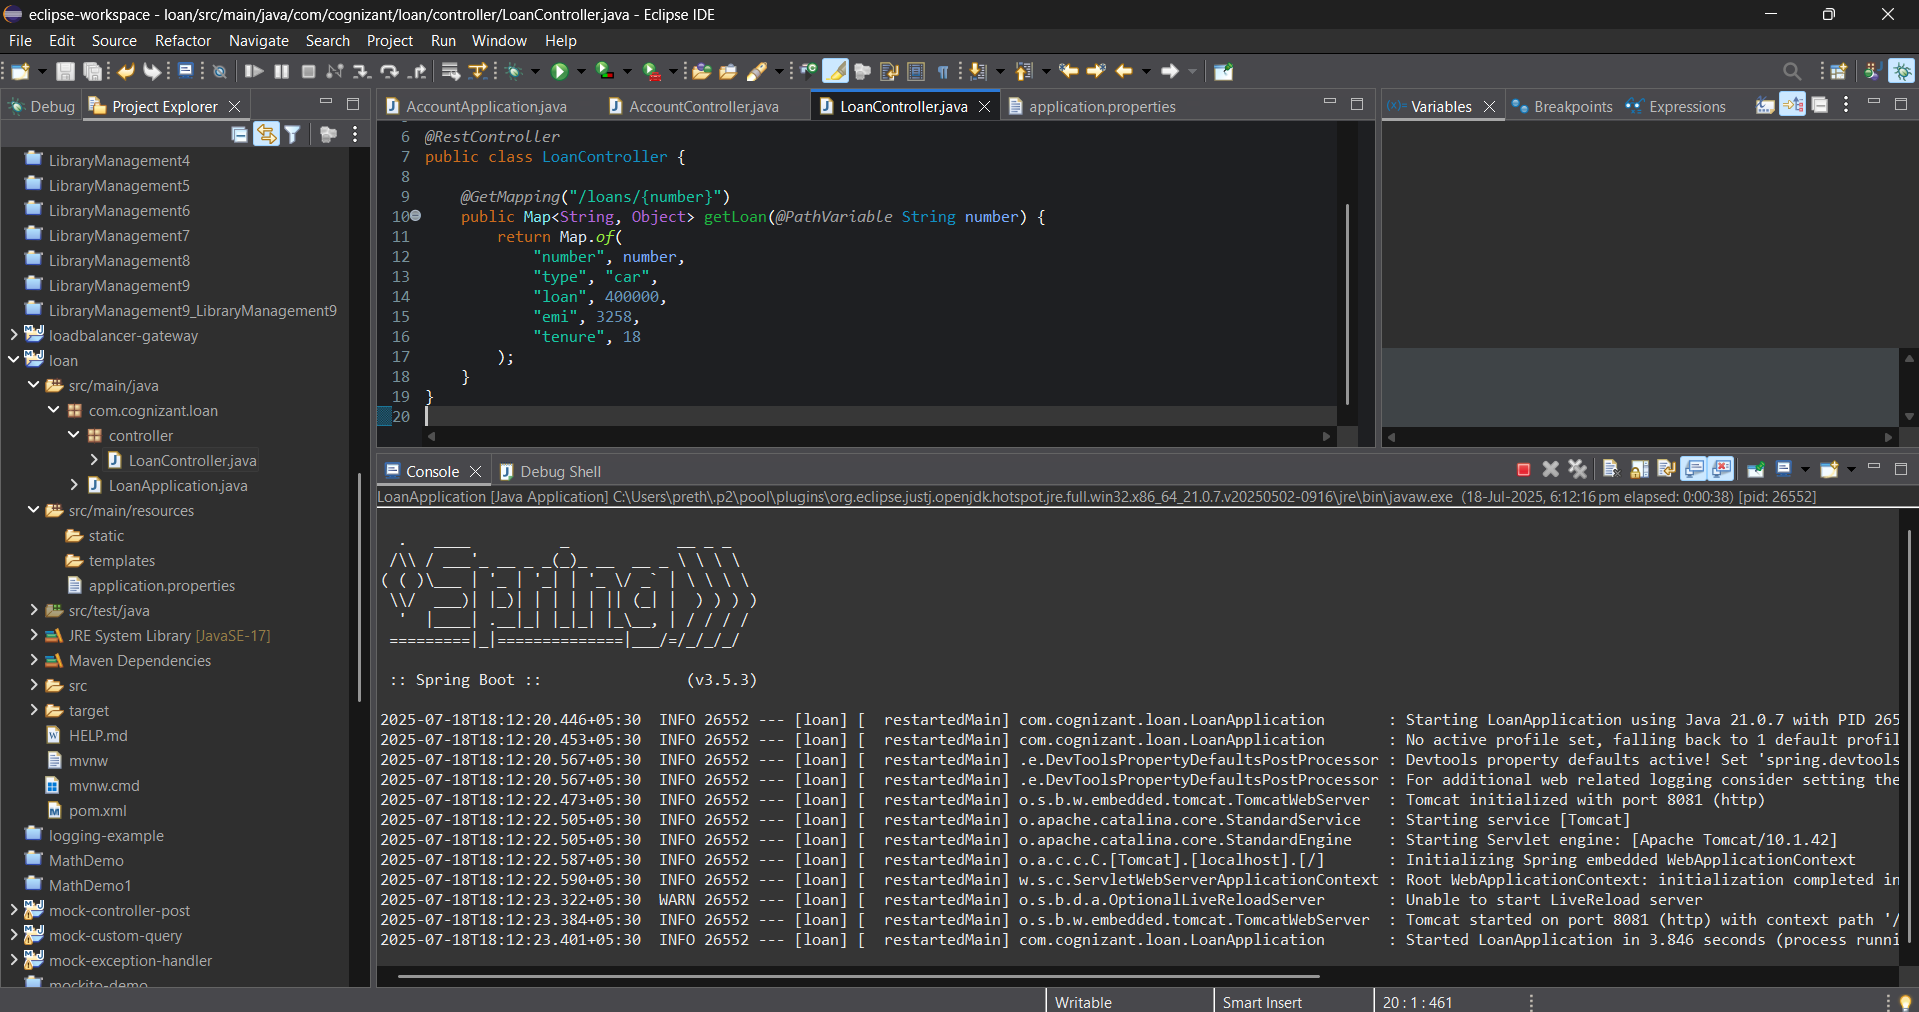 eclipse-workspace - loan/src/main/java/com/cognizant/loan/controller/LoanController.java - Eclipse IDE
File Edit Source Refactor Navigate Search Project Run Window Help
Debug Project Explorer
LibraryManagement4
LibraryManagement5
LibraryManagement6
LibraryManagement7
LibraryManagement8
LibraryManagement9
LibraryManagement9_LibraryManagement9
loadbalancer-gateway
loan
src/main/java
com.cognizant.loan
controller
LoanController.java
LoanApplication.java
src/main/resources
static
templates
application.properties
src/test/java
JRE System Library [JavaSE-17]
Maven Dependencies
src
target
HELP.md
mvnw
mvnw.cmd
pom.xml
logging-example
MathDemo
MathDemo1
mock-controller-post
mock-custom-query
mock-exception-handler
mockito-demo
AccountApplication.java AccountController.java LoanController.java application.properties
6 @RestController
7 public class LoanController {
8
9 @GetMapping("/loans/{number}")
10 public Map<String, Object> getLoan(@PathVariable String number) {
11 return Map.of(
12 "number", number,
13 "type", "car",
14 "loan", 400000,
15 "emi", 3258,
16 "tenure", 18
17 );
18 }
19 }
20
Variables Breakpoints Expressions
Console Debug Shell
LoanApplication [Java Application] C:\Users\preth\.p2\pool\plugins\org.eclipse.justj.openjdk.hotspot.jre.full.win32.x86_64_21.0.7.v20250502-0916\jre\bin\javaw.exe (18-Jul-2025, 6:12:16 pm elapsed: 0:00:38) [pid: 26552]
:: Spring Boot :: (v3.5.3)
2025-07-18T18:12:20.446+05:30 INFO 26552 --- [loan] [ restartedMain] com.cognizant.loan.LoanApplication : Starting LoanApplication using Java 21.0.7 with PID 265
2025-07-18T18:12:20.453+05:30 INFO 26552 --- [loan] [ restartedMain] com.cognizant.loan.LoanApplication : No active profile set, falling back to 1 default profil
2025-07-18T18:12:20.567+05:30 INFO 26552 --- [loan] [ restartedMain] .e.DevToolsPropertyDefaultsPostProcessor : Devtools property defaults active! Set 'spring.devtools
2025-07-18T18:12:20.567+05:30 INFO 26552 --- [loan] [ restartedMain] .e.DevToolsPropertyDefaultsPostProcessor : For additional web related logging consider setting the
2025-07-18T18:12:22.473+05:30 INFO 26552 --- [loan] [ restartedMain] o.s.b.w.embedded.tomcat.TomcatWebServer : Tomcat initialized with port 8081 (http)
2025-07-18T18:12:22.505+05:30 INFO 26552 --- [loan] [ restartedMain] o.apache.catalina.core.StandardService : Starting service [Tomcat]
2025-07-18T18:12:22.505+05:30 INFO 26552 --- [loan] [ restartedMain] o.apache.catalina.core.StandardEngine : Starting Servlet engine: [Apache Tomcat/10.1.42]
2025-07-18T18:12:22.587+05:30 INFO 26552 --- [loan] [ restartedMain] o.a.c.c.C.[Tomcat].[localhost].[/] : Initializing Spring embedded WebApplicationContext
2025-07-18T18:12:22.590+05:30 INFO 26552 --- [loan] [ restartedMain] w.s.c.ServletWebServerApplicationContext : Root WebApplicationContext: initialization completed in
2025-07-18T18:12:23.322+05:30 WARN 26552 --- [loan] [ restartedMain] o.s.b.d.a.OptionalLiveReloadServer : Unable to start LiveReload server
2025-07-18T18:12:23.384+05:30 INFO 26552 --- [loan] [ restartedMain] o.s.b.w.embedded.tomcat.TomcatWebServer : Tomcat started on port 8081 (http) with context path '/
2025-07-18T18:12:23.401+05:30 INFO 26552 --- [loan] [ restartedMain] com.cognizant.loan.LoanApplication : Started LoanApplication in 3.846 seconds (process runni
Writable Smart Insert 20 : 1 : 461